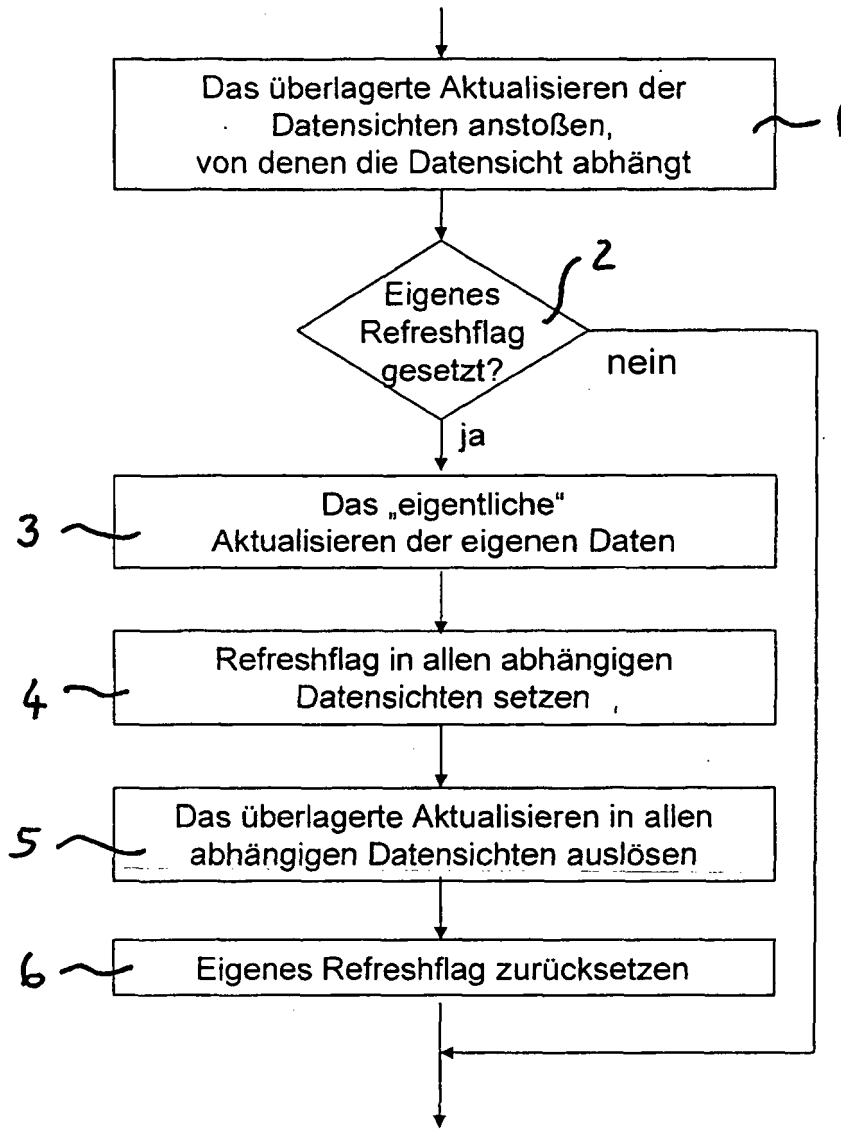 Das überlagerte Aktualisieren der
Datensichten anstoßen,
von denen die Datensicht abhängt
1
2
Eigenes
Refreshflag
gesetzt?
nein
ja
3
Das „eigentliche“
Aktualisieren der eigenen Daten
4
Refreshflag in allen abhängigen
Datensichten setzen
5
Das überlagerte Aktualisieren in allen
abhängigen Datensichten auslösen
6
Eigenes Refreshflag zurücksetzen